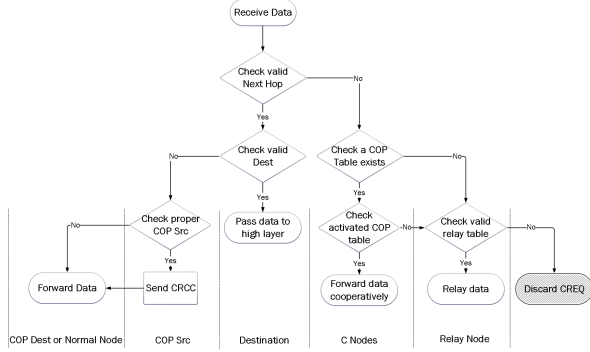 Receive Data
Check valid
Next Hop
No
Yes
Check valid
Dest
Check a COP
Table exists
No
No
Yes
Yes
Check proper
COP Src
Pass data to
high layer
Check
activated COP
table
Check valid
relay table
No
No
No
Yes
Yes
Yes
Forward Data
Send CRCC
Forward data
cooperatively
Relay data
Discard CREQ
COP Dest or Normal Node
COP Src
Destination
C Nodes
Relay Node